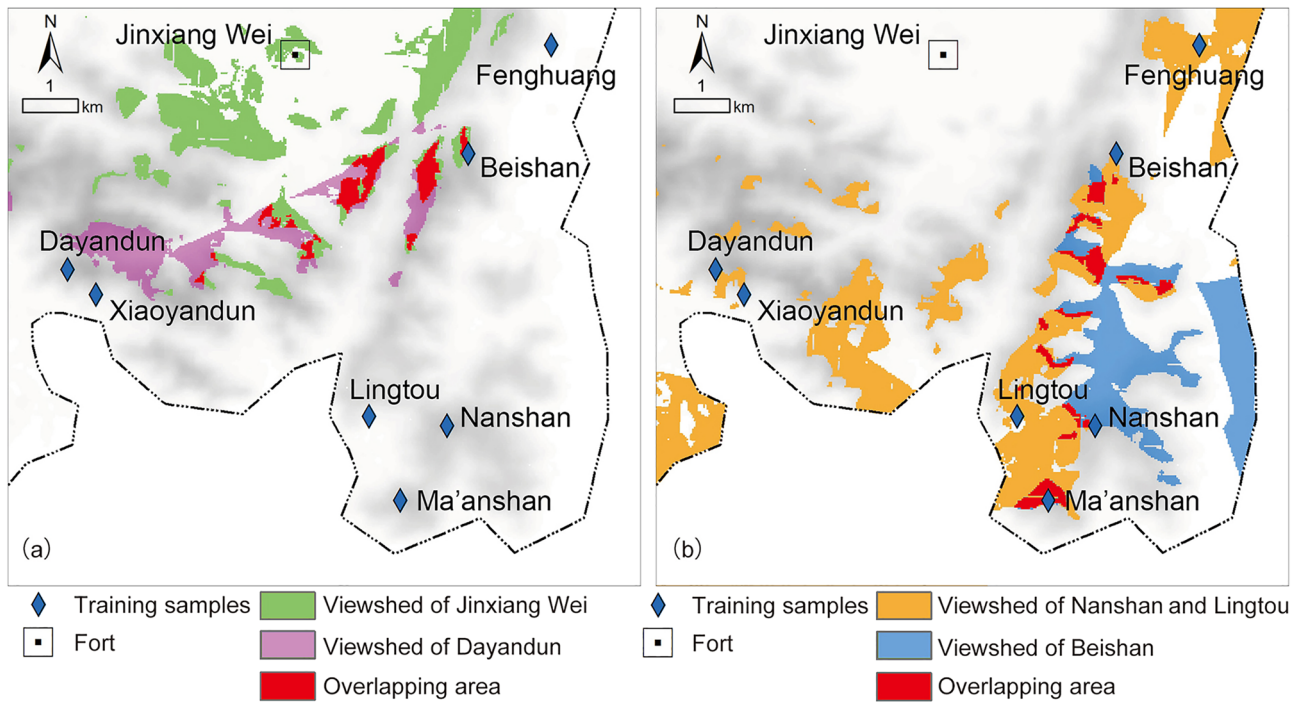 N
1
km
Jinxiang Wei
Fenghuang
Beishan
Dayandun
Xiaoyandun
Lingtou
Nanshan
Ma'anshan
(a)
N
1
km
Jinxiang Wei
Fenghuang
Beishan
Dayandun
Xiaoyandun
Lingtou
Nanshan
Ma'anshan
(b)
Training samples
Fort
Viewshed of Jinxiang Wei
Viewshed of Dayandun
Overlapping area
Training samples
Fort
Viewshed of Nanshan and Lingtou
Viewshed of Beishan
Overlapping area